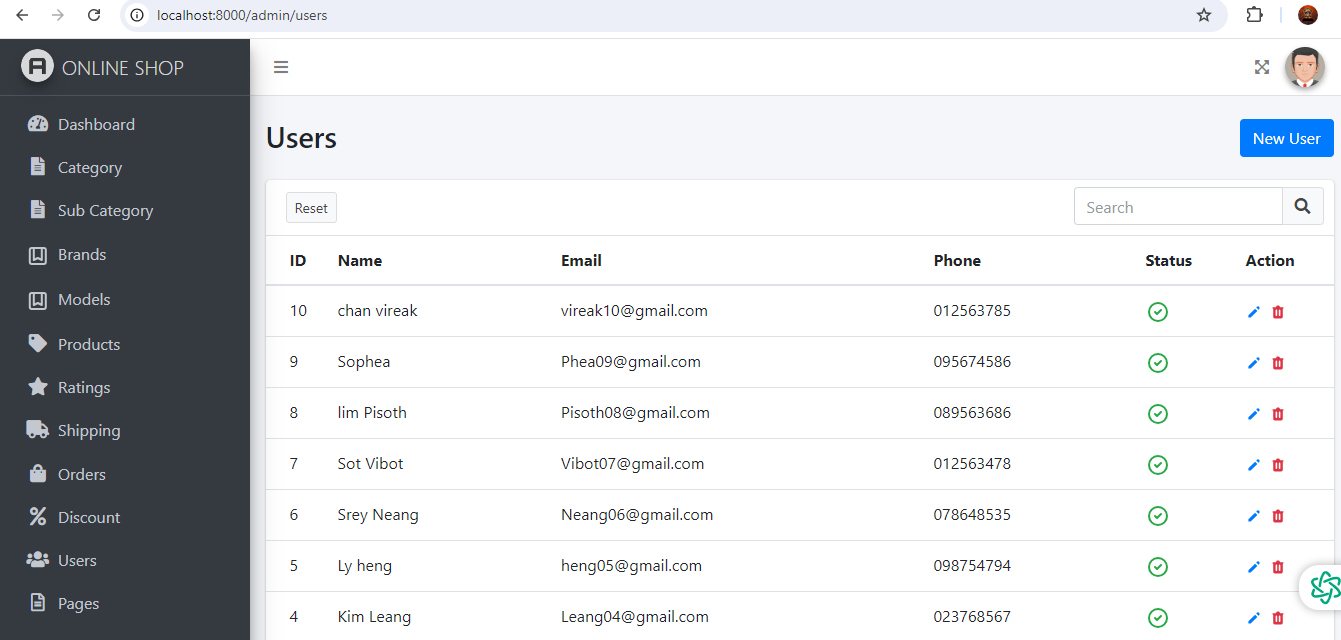 localhost:8000/admin/users
ONLINE SHOP
Dashboard
Category
Sub Category
Brands
Models
Products
Ratings
Shipping
Orders
Discount
Users
Pages
Users
New User
Reset
Search
ID Name Email Phone Status Action
10 chan vireak vireak10@gmail.com 012563785
9 Sophea Phea09@gmail.com 095674586
8 lim Pisoth Pisoth08@gmail.com 089563686
7 Sot Vibot Vibot07@gmail.com 012563478
6 Srey Neang Neang06@gmail.com 078648535
5 Ly heng heng05@gmail.com 098754794
4 Kim Leang Leang04@gmail.com 023768567